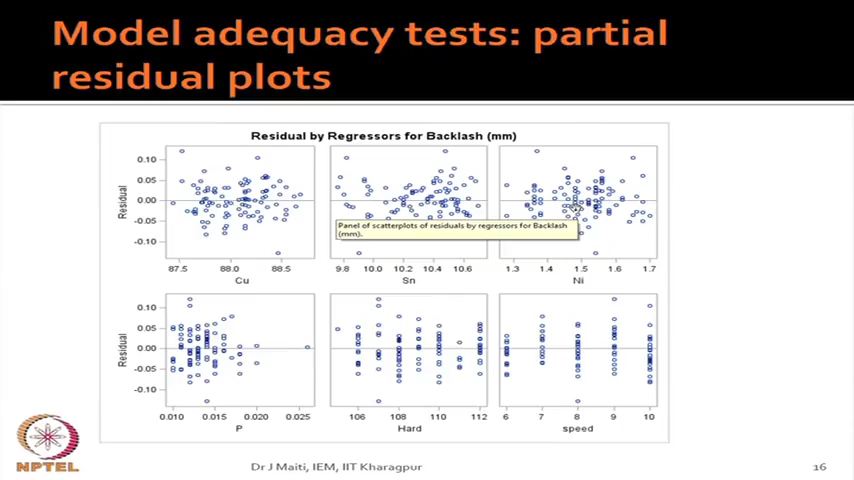 Model adequacy tests: partial
residual plots
Residual by Regressors for Backlash (mm)
Residual
0.10
0.05
0.00
-0.05
-0.10
87.5 88.0 88.5
Cu
9.8 10.0 10.2 10.4 10.6
Sn
1.3 1.4 1.5 1.6 1.7
Ni
Panel of scatterplots of residuals by regressors for Backlash
(mm).
Residual
0.10
0.05
0.00
-0.05
-0.10
0.010 0.015 0.020 0.025
P
106 108 110 112
Hard
6 7 8 9 10
speed
NPTEL
Dr J Maiti, IEM, IIT Kharagpur
16